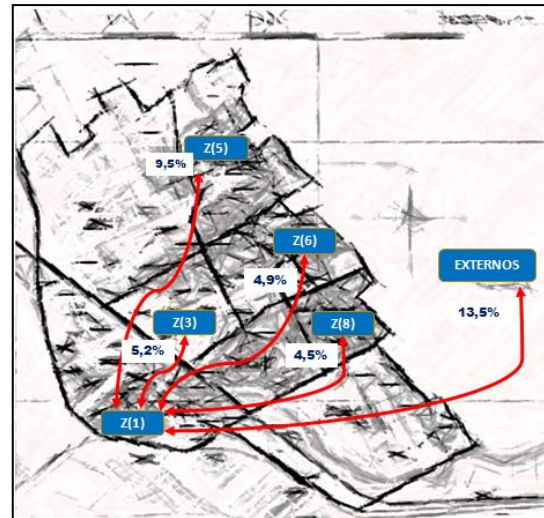 Z(5)
9,5%
Z(6)
4,9%
EXTERNOS
13,5%
Z(3)
Z(8)
5,2%
4,5%
Z(1)